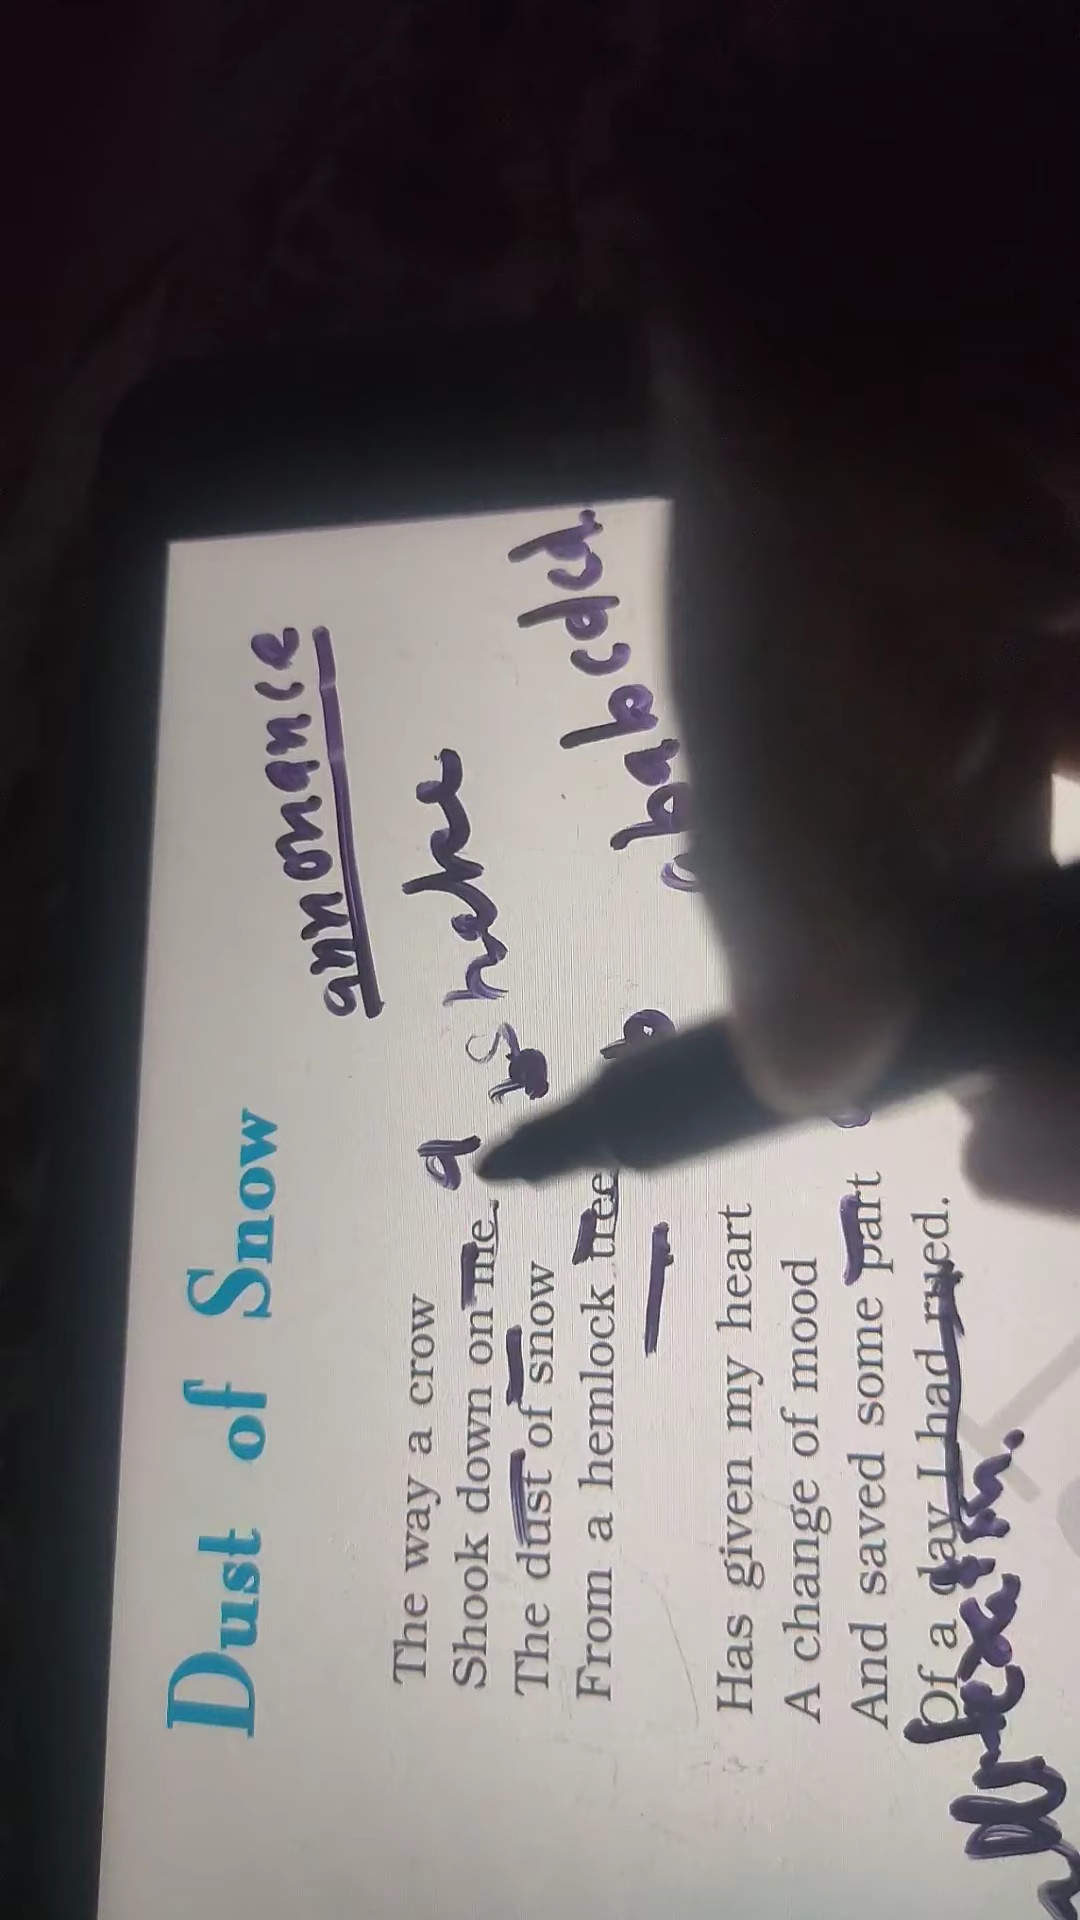 Dust of Snow
annonance
The way a crow
Shook down on me. a
The dust of snow
From a hemlock tree b
abab cdcd.
Has given my heart
A change of mood
And saved some part
Of a day I had rued.